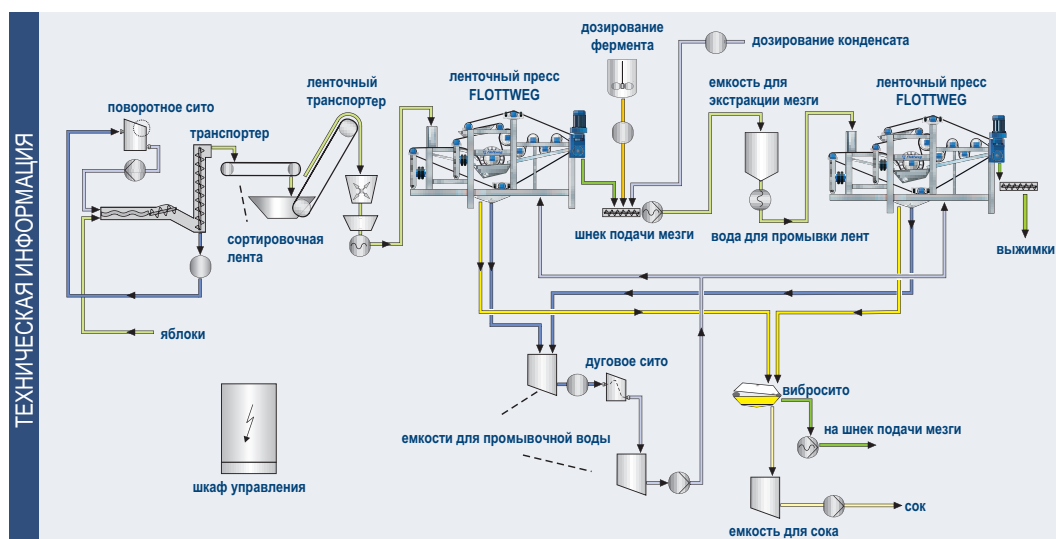 ТЕХНИЧЕСКАЯ ИНФОРМАЦИЯ
дозирование
фермента
дозирование конденсата
ленточный
транспортер
ленточный пресс
FLOTTWEG
емкость для
экстракции мезги
ленточный пресс
FLOTTWEG
поворотное сито
транспортер
сортировочная
лента
шнек подачи мезги
вода для промывки лент
выжимки
яблоки
дуговое сито
вибросито
емкости для промывочной воды
на шнек подачи мезги
шкаф управления
сок
емкость для сока